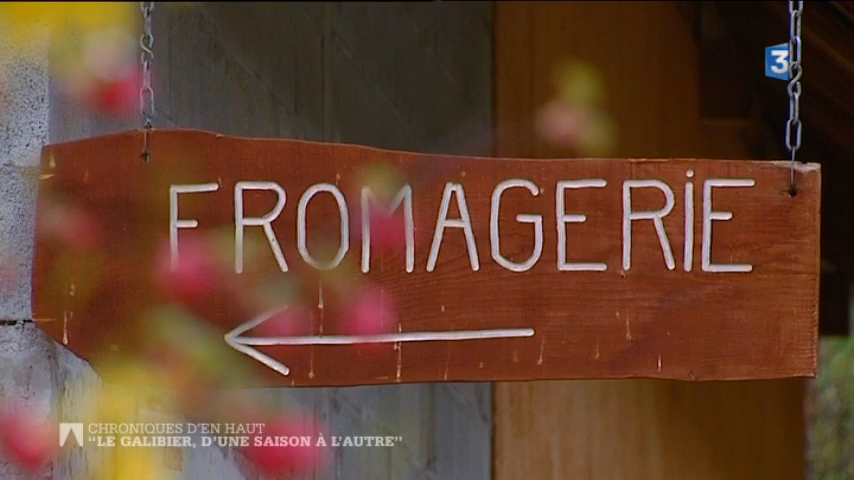 3
FROMAGERiE
CHRONIQUES D'EN HAUT
"LE GALIBIER, D'UNE SAISON À L'AUTRE"